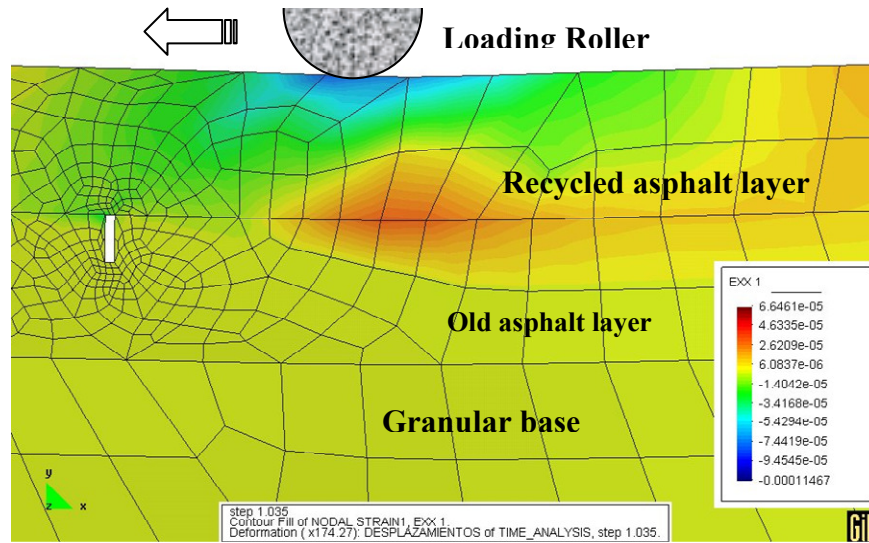 Loading Roller
Recycled asphalt layer
Old asphalt layer
Granular base
EXX 1
6.6461e-05
4.6335e-05
2.6209e-05
6.0837e-06
-1.4042e-05
-3.4168e-05
-5.4294e-05
-7.4419e-05
-9.4545e-05
-0.00011467
y
z
x
step 1.035
Contour Fill of NODAL STRAIN1, EXX 1.
Deformation ( x174.27): DESPLAZAMIENTOS of TIME_ANALYSIS, step 1.035.